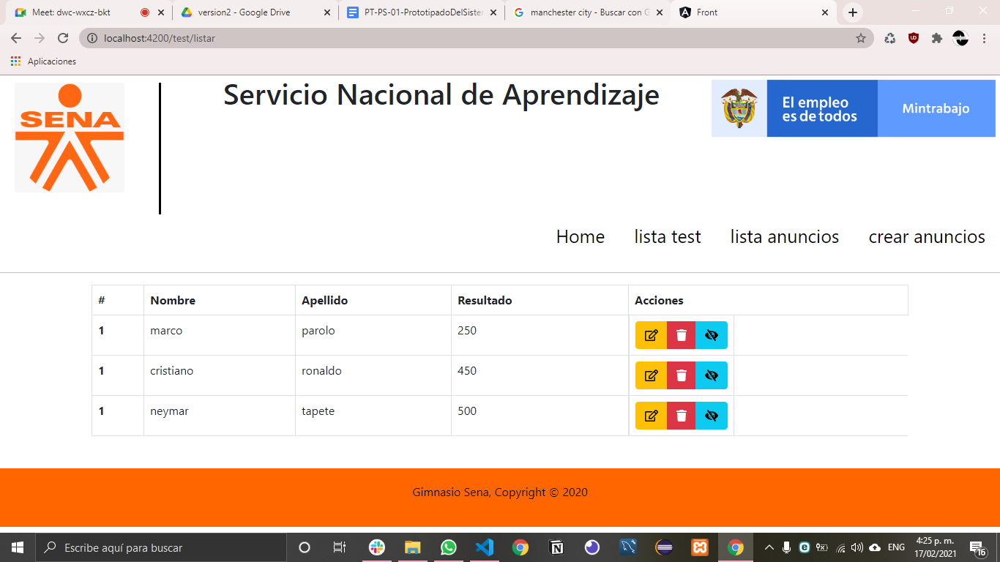 Meet: dwc-wxcz-bkt
version2 - Google Drive
PT-PS-01-PrototipadoDelSister
manchester city - Buscar con G
Front
localhost:4200/test/listar
Aplicaciones
SENA
Servicio Nacional de Aprendizaje
El empleo
es de todos
Mintrabajo
Home lista test lista anuncios crear anuncios
# Nombre Apellido Resultado Acciones
1 marco parolo 250
1 cristiano ronaldo 450
1 neymar tapete 500
Gimnasio Sena, Copyright © 2020
Escribe aquí para buscar
ENG
4:25 p. m.
17/02/2021
16